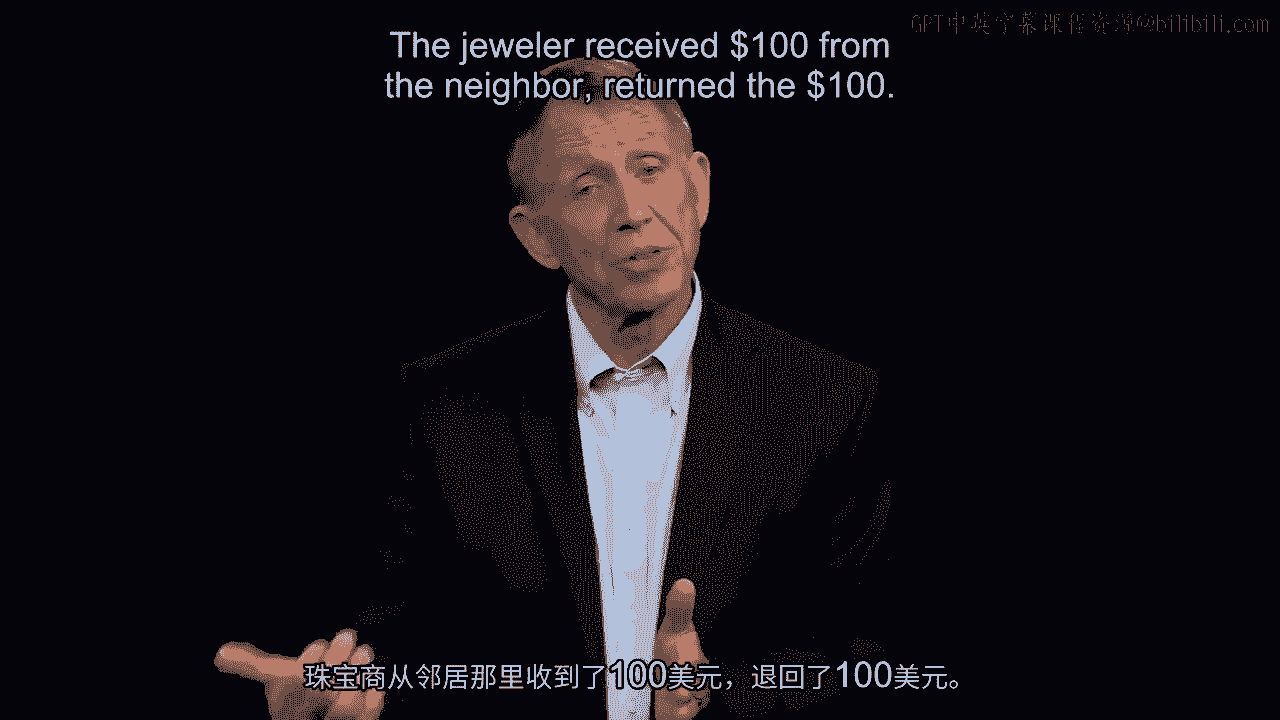 GPT中英字幕课程资源@bilibili.com
The jeweler received $100 from
the neighbor, returned the $100.
珠宝商从邻居那里收到了100美元，退回了100美元。